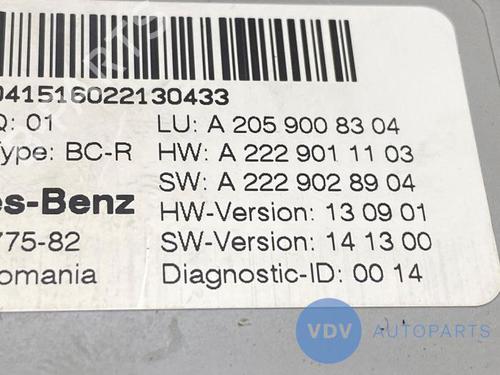 041516022130433
Q: 01 LU: A 205 900 83 04
Type: BC-R HW: A 222 901 11 03
SW: A 222 902 89 04
es-Benz HW-Version: 13 09 01
775-82 SW-Version: 14 13 00
omania Diagnostic-ID: 00 14
VDV AUTOPARTS